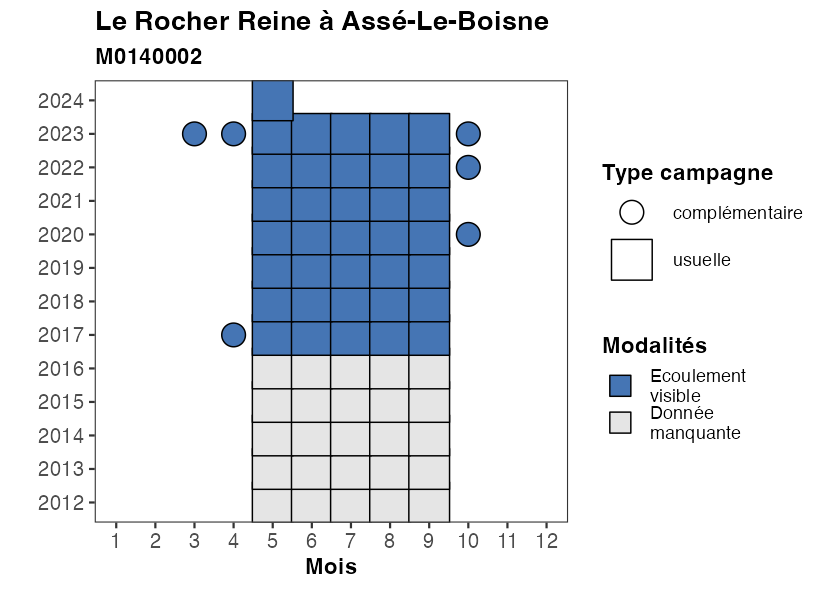 Le Rocher Reine à Assé-Le-Boisne
M0140002
2024
2023
2022
2021
2020
2019
2018
2017
2016
2015
2014
2013
2012
1 2 3 4 5 6 7 8 9 10 11 12
Mois
Type campagne
complémentaire
usuelle
Modalités
Ecoulement
visible
Donnée
manquante